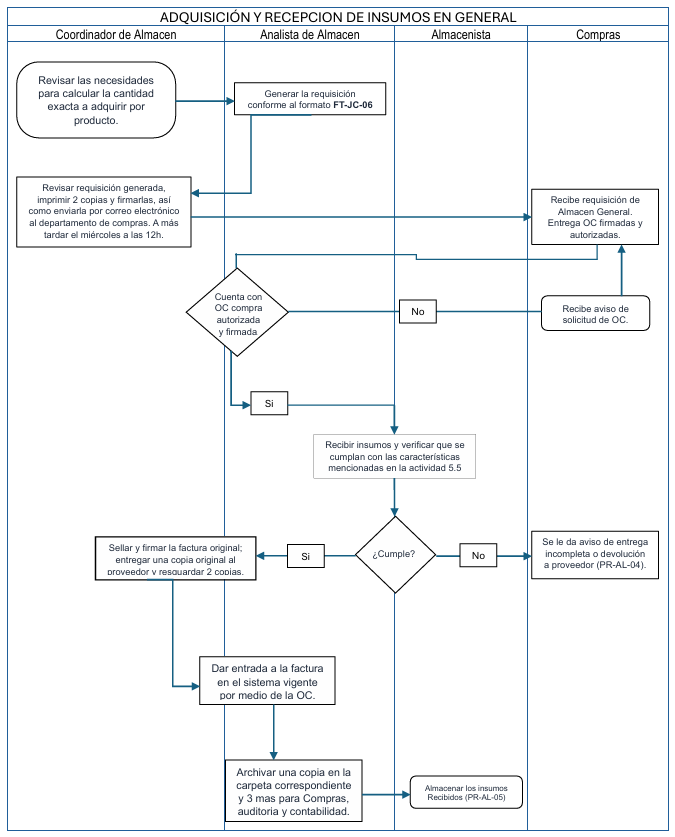 ADQUISICIÓN Y RECEPCION DE INSUMOS EN GENERAL
Coordinador de Almacen
Analista de Almacen
Almacenista
Compras
Revisar las necesidades
para calcular la cantidad
exacta a adquirir por
producto.
Generar la requisición
conforme al formato FT-JC-06
Revisar requisición generada,
imprimir 2 copias y firmarlas, así
como enviarla por correo electrónico
al departamento de compras. A más
tardar el miércoles a las 12h.
Recibe requisición de
Almacen General.
Entrega OC firmadas y
autorizadas.
Cuenta con
OC compra
autorizada
y firmada
No
Recibe aviso de
solicitud de OC.
Si
Recibir insumos y verificar que se
cumplan con las características
mencionadas en la actividad 5.5
Sellar y firmar la factura original;
entregar una copia original al
proveedor y resguardar 2 copias.
Si
¿Cumple?
No
Se le da aviso de entrega
incompleta o devolución
a proveedor (PR-AL-04).
Dar entrada a la factura
en el sistema vigente
por medio de la OC.
Archivar una copia en la
carpeta correspondiente
y 3 mas para Compras,
auditoria y contabilidad.
Almacenar los insumos
Recibidos (PR-AL-05)